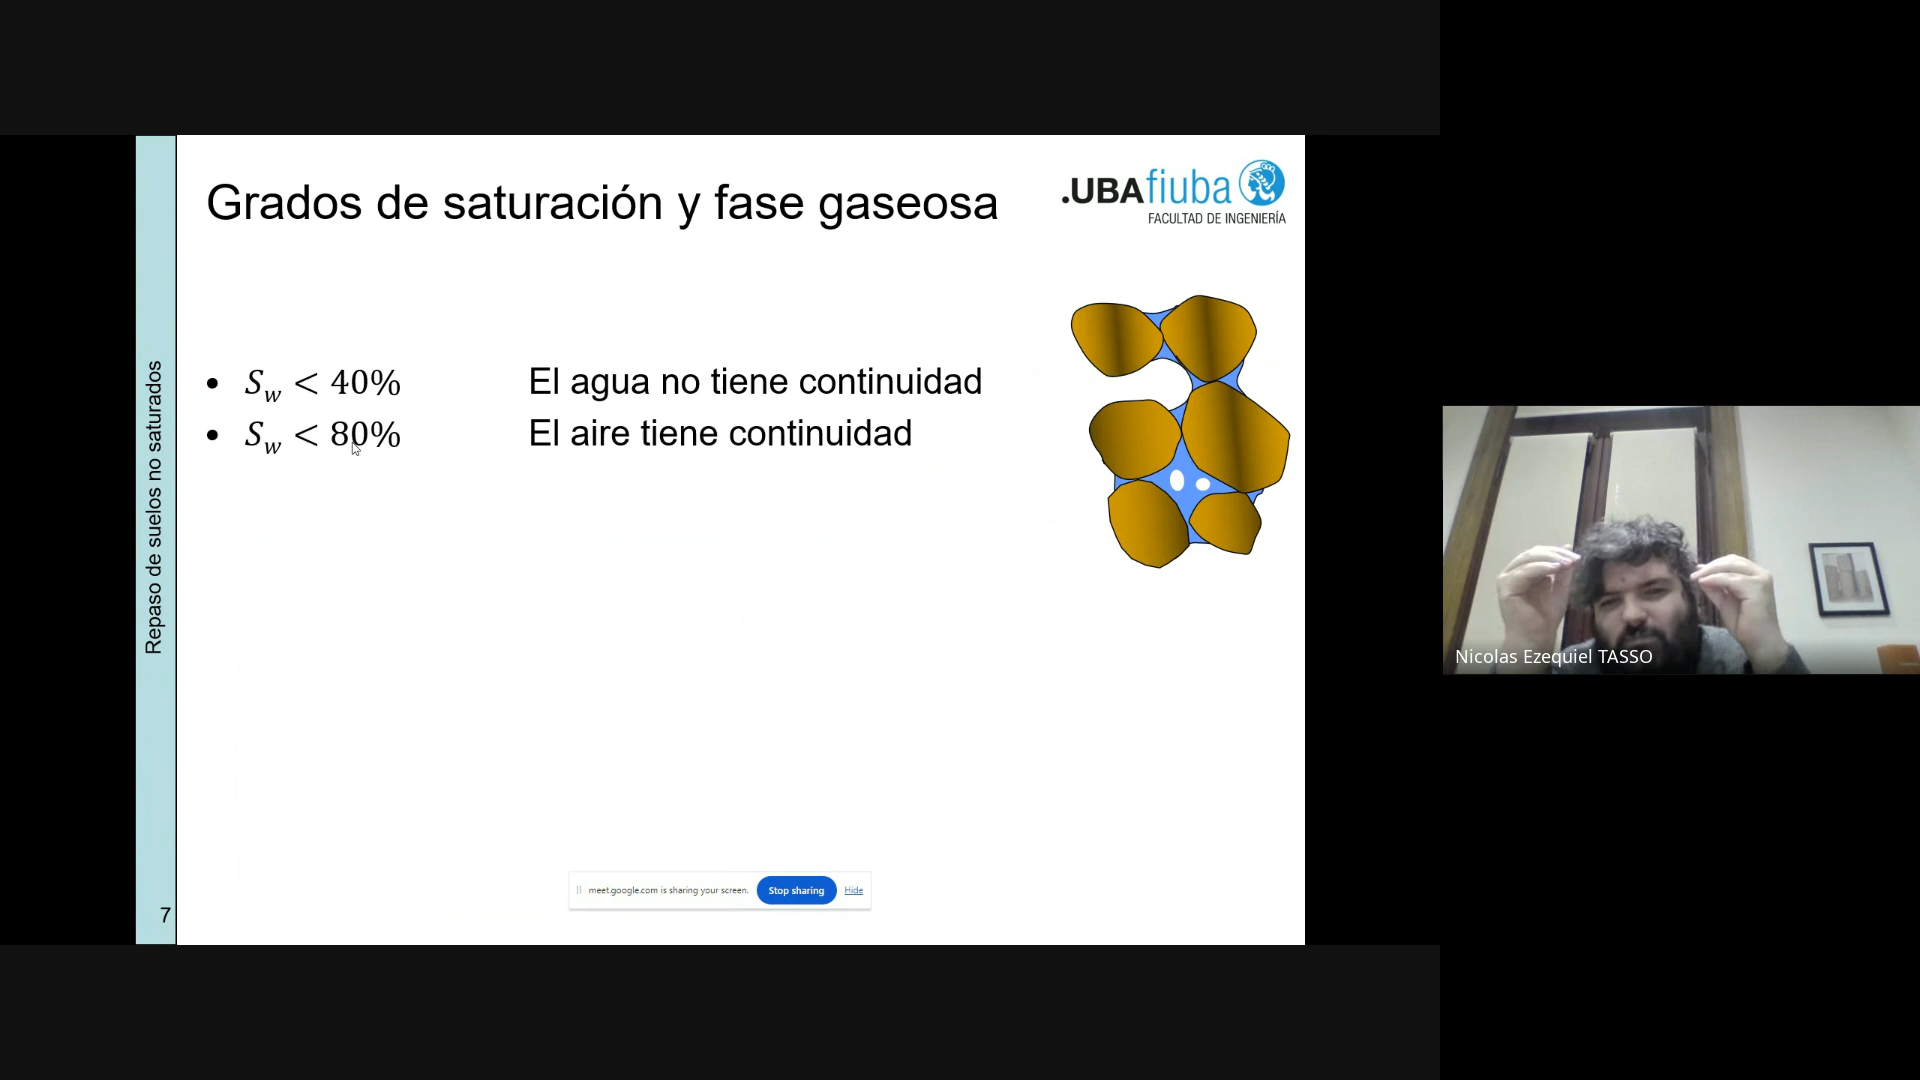 Grados de saturación y fase gaseosa
.UBAfiuba
FACULTAD DE INGENIERÍA
Repaso de suelos no saturados
• S_w < 40% El agua no tiene continuidad
• S_w < 80% El aire tiene continuidad
meet.google.com is sharing your screen. Stop sharing Hide
7
Nicolas Ezequiel TASSO